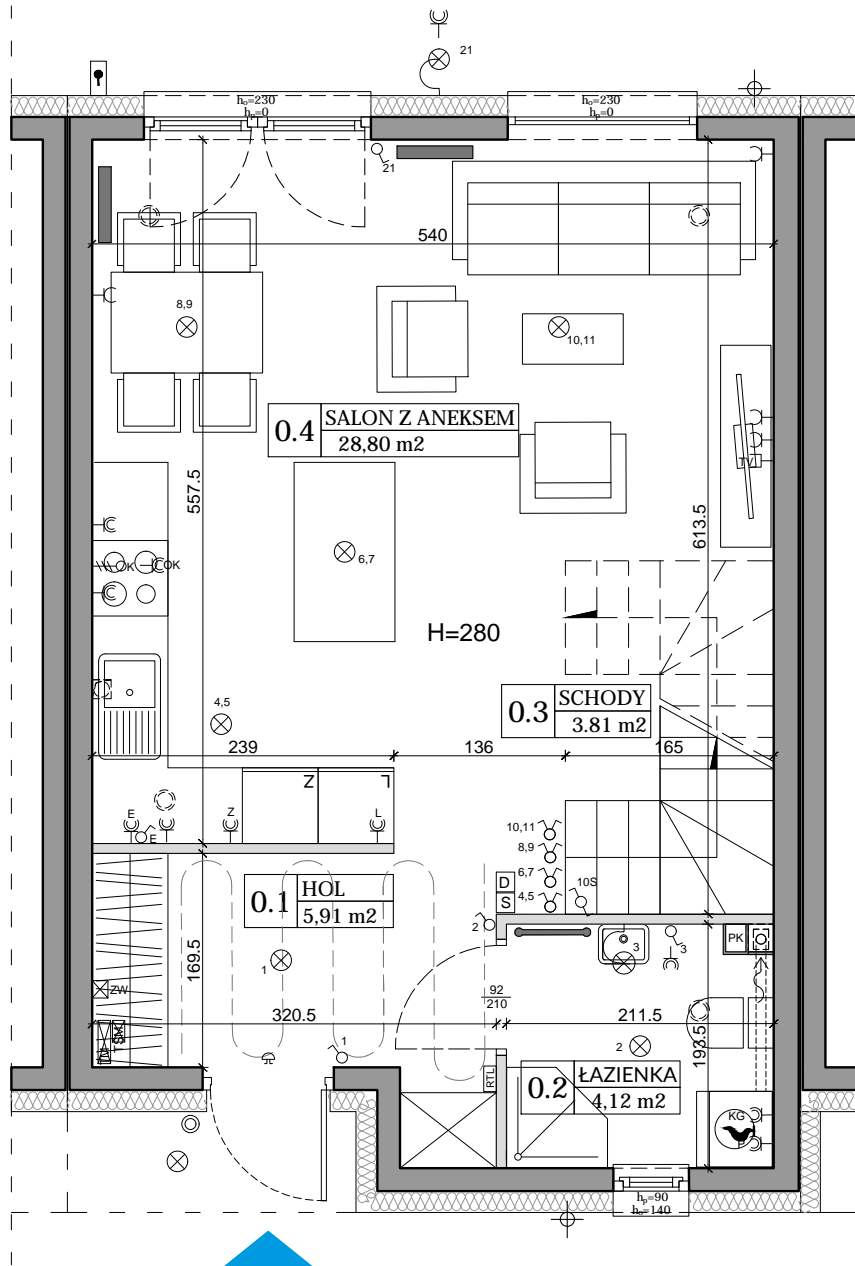 21
hₒ=230
hₚ=0
hₒ=230
hₚ=0
21
540
8,9
10,11
0.4 SALON Z ANEKSEM
28,80 m2
TV
557.5
613.5
6,7
OK
OK
H=280
0.3 SCHODY
3.81 m2
4,5
239
136
165
Z
L
E
Z
L
E
10,11
8,9
6,7
4,5
D
S
10S
0.1 HOL
5,91 m2
2
3
3
PK
1
ZW
169.5
92
210
320.5
211.5
193.5
1
2
RTL
0.2 ŁAZIENKA
4,12 m2
KG
P
hₚ=90
hₒ=140